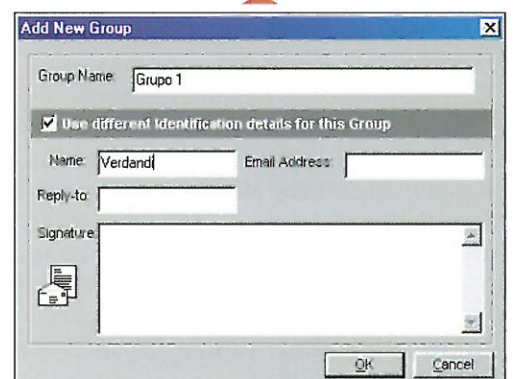 Add New Group
Group Name: Grupo 1
Use different Identification details for this Group
Name: Verdandi Email Address:
Reply-to:
Signature
OK Cancel